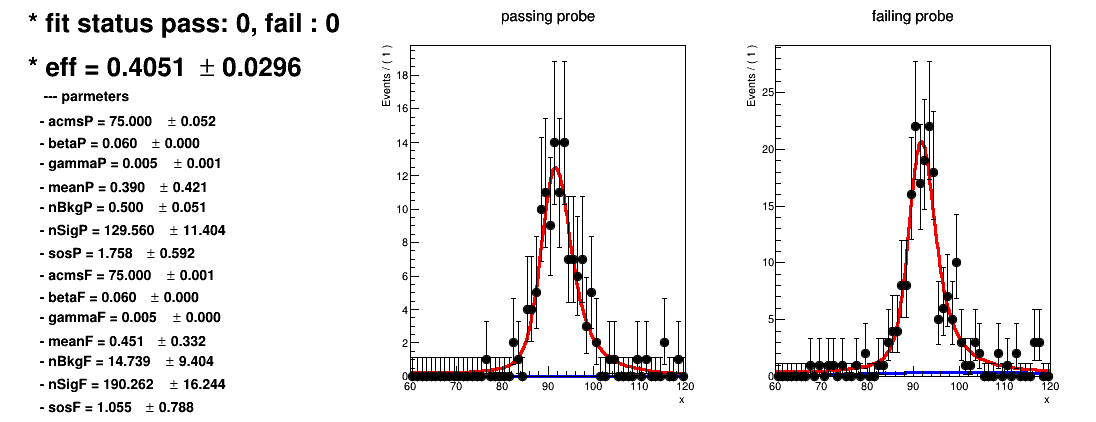 * fit status pass: 0, fail : 0
* eff = 0.4051 ± 0.0296
--- parmeters
- acmsP = 75.000 ± 0.052
- betaP = 0.060 ± 0.000
- gammaP = 0.005 ± 0.001
- meanP = 0.390 ± 0.421
- nBkgP = 0.500 ± 0.051
- nSigP = 129.560 ± 11.404
- sosP = 1.758 ± 0.592
- acmsF = 75.000 ± 0.001
- betaF = 0.060 ± 0.000
- gammaF = 0.005 ± 0.000
- meanF = 0.451 ± 0.332
- nBkgF = 14.739 ± 9.404
- nSigF = 190.262 ± 16.244
- sosF = 1.055 ± 0.788
passing probe
Events / ( 1 )
18
16
14
12
10
8
6
4
2
0
60 70 80 90 100 110 120
x
failing probe
Events / ( 1 )
25
20
15
10
5
0
60 70 80 90 100 110 120
x